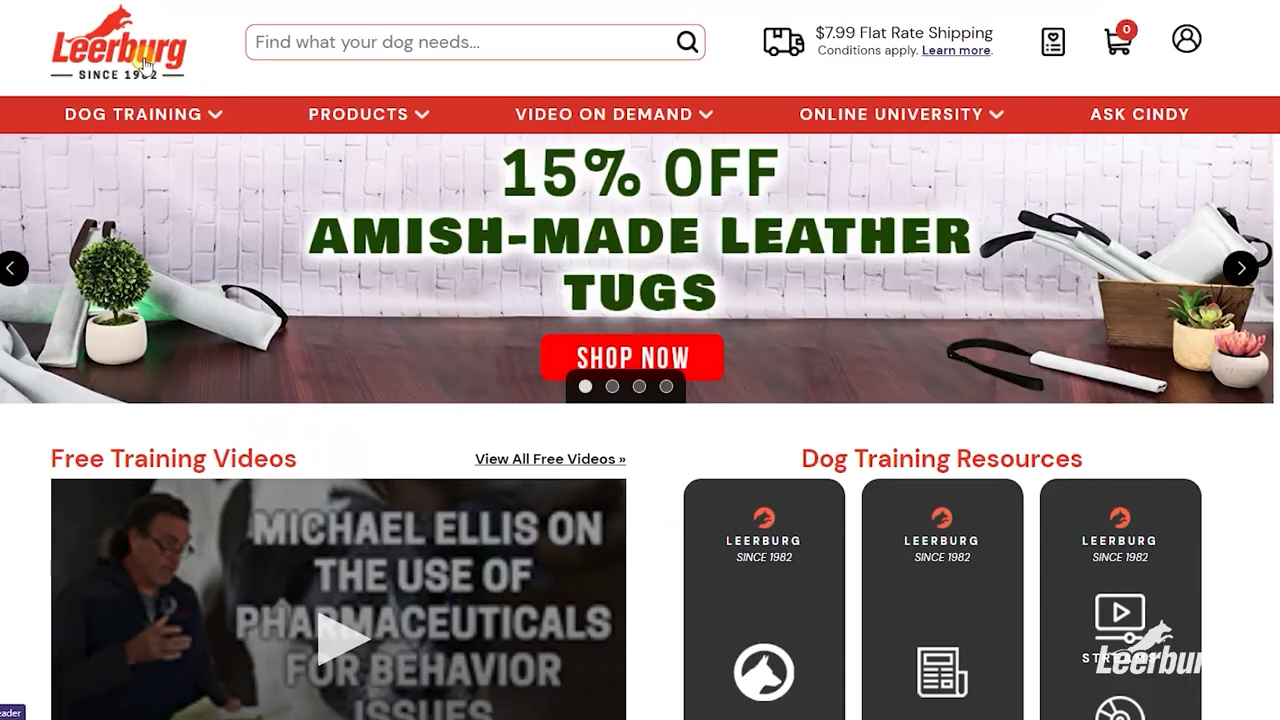 Leerburg
SINCE 1982
Find what your dog needs...
$7.99 Flat Rate Shipping
Conditions apply. Learn more.
0
DOG TRAINING
PRODUCTS
VIDEO ON DEMAND
ONLINE UNIVERSITY
ASK CINDY
15% OFF
AMISH-MADE LEATHER
TUGS
SHOP NOW
Free Training Videos
View All Free Videos »
Dog Training Resources
MICHAEL ELLIS ON
THE USE OF
PHARMACEUTICALS
FOR BEHAVIOR
ISSUES
LEERBURG
SINCE 1982
LEERBURG
SINCE 1982
LEERBURG
SINCE 1982
Leerbur